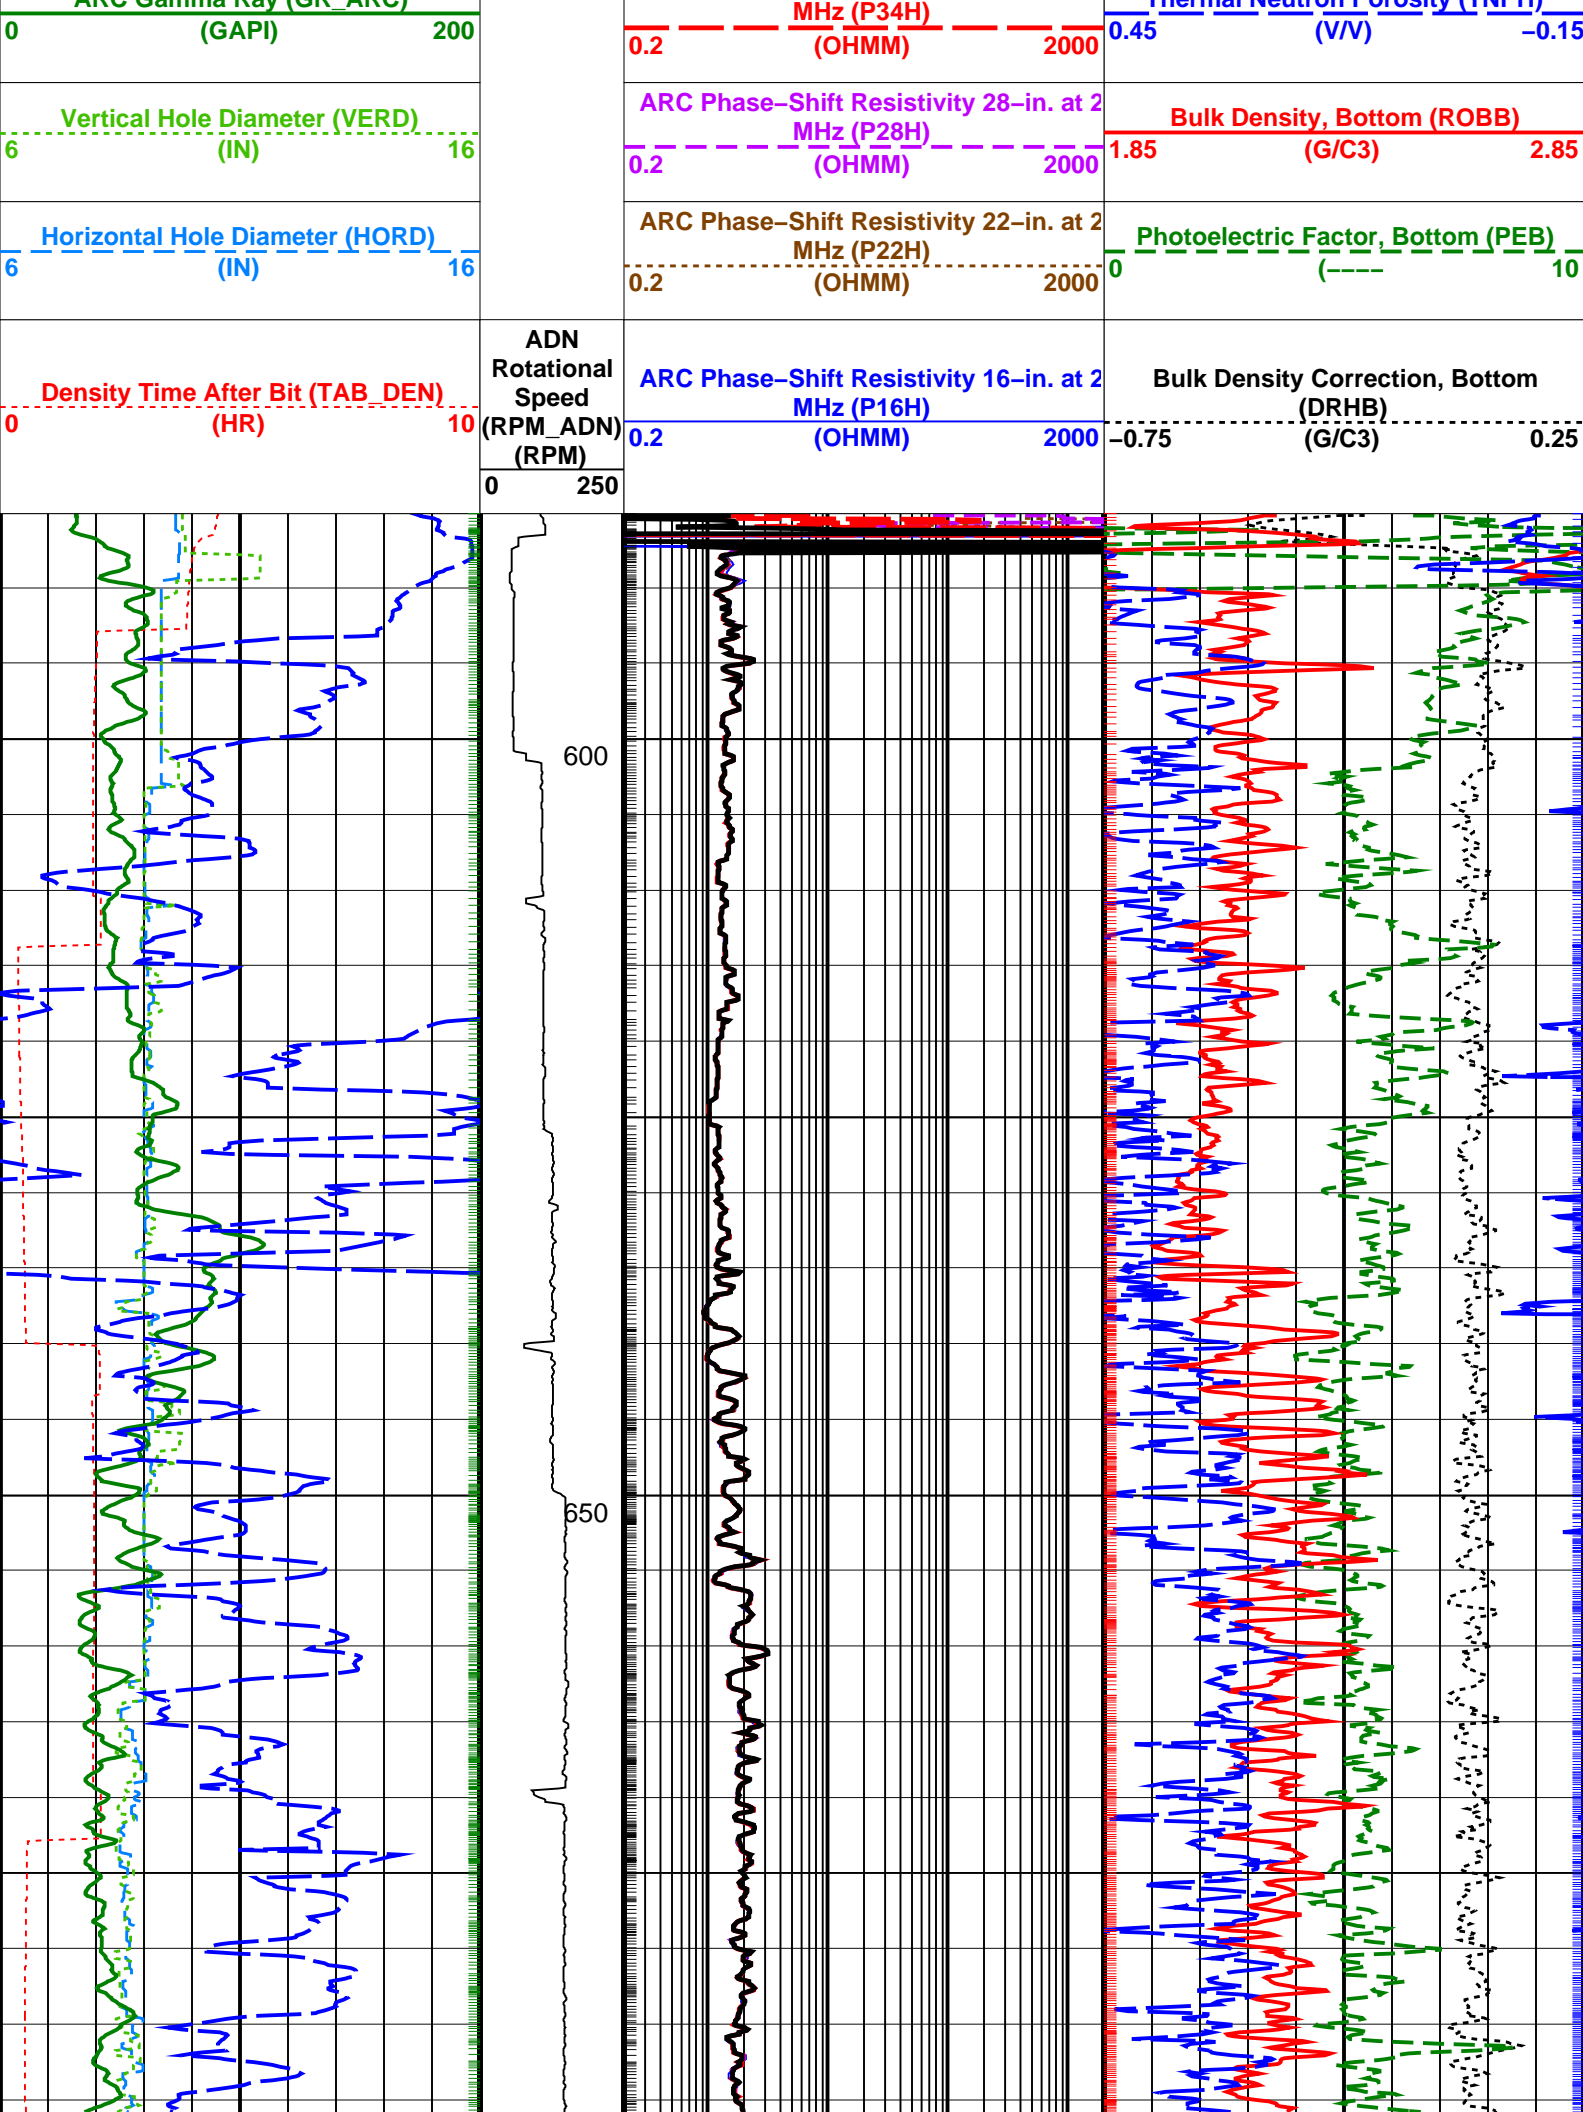 ARC Gamma Ray (GR_ARC)
0 (GAPI) 200
Vertical Hole Diameter (VERD)
6 (IN) 16
Horizontal Hole Diameter (HORD)
6 (IN) 16
Density Time After Bit (TAB_DEN)
0 (HR) 10
ADN
Rotational
Speed
(RPM_ADN)
(RPM)
0 250
MHz (P34H)
0.2 (OHMM) 2000
ARC Phase−Shift Resistivity 28−in. at 2
MHz (P28H)
0.2 (OHMM) 2000
ARC Phase−Shift Resistivity 22−in. at 2
MHz (P22H)
0.2 (OHMM) 2000
ARC Phase−Shift Resistivity 16−in. at 2
MHz (P16H)
0.2 (OHMM) 2000
Thermal Neutron Porosity (TNPH)
0.45 (V/V) −0.15
Bulk Density, Bottom (ROBB)
1.85 (G/C3) 2.85
Photoelectric Factor, Bottom (PEB)
0 (−−−− 10
Bulk Density Correction, Bottom
(DRHB)
−0.75 (G/C3) 0.25
600
650